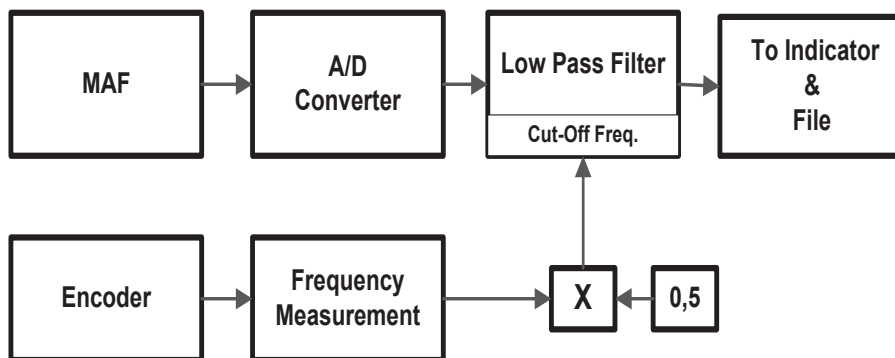 MAF
A/D
Converter
Low Pass Filter
Cut-Off Freq.
To Indicator
&
File
Encoder
Frequency
Measurement
X
0,5